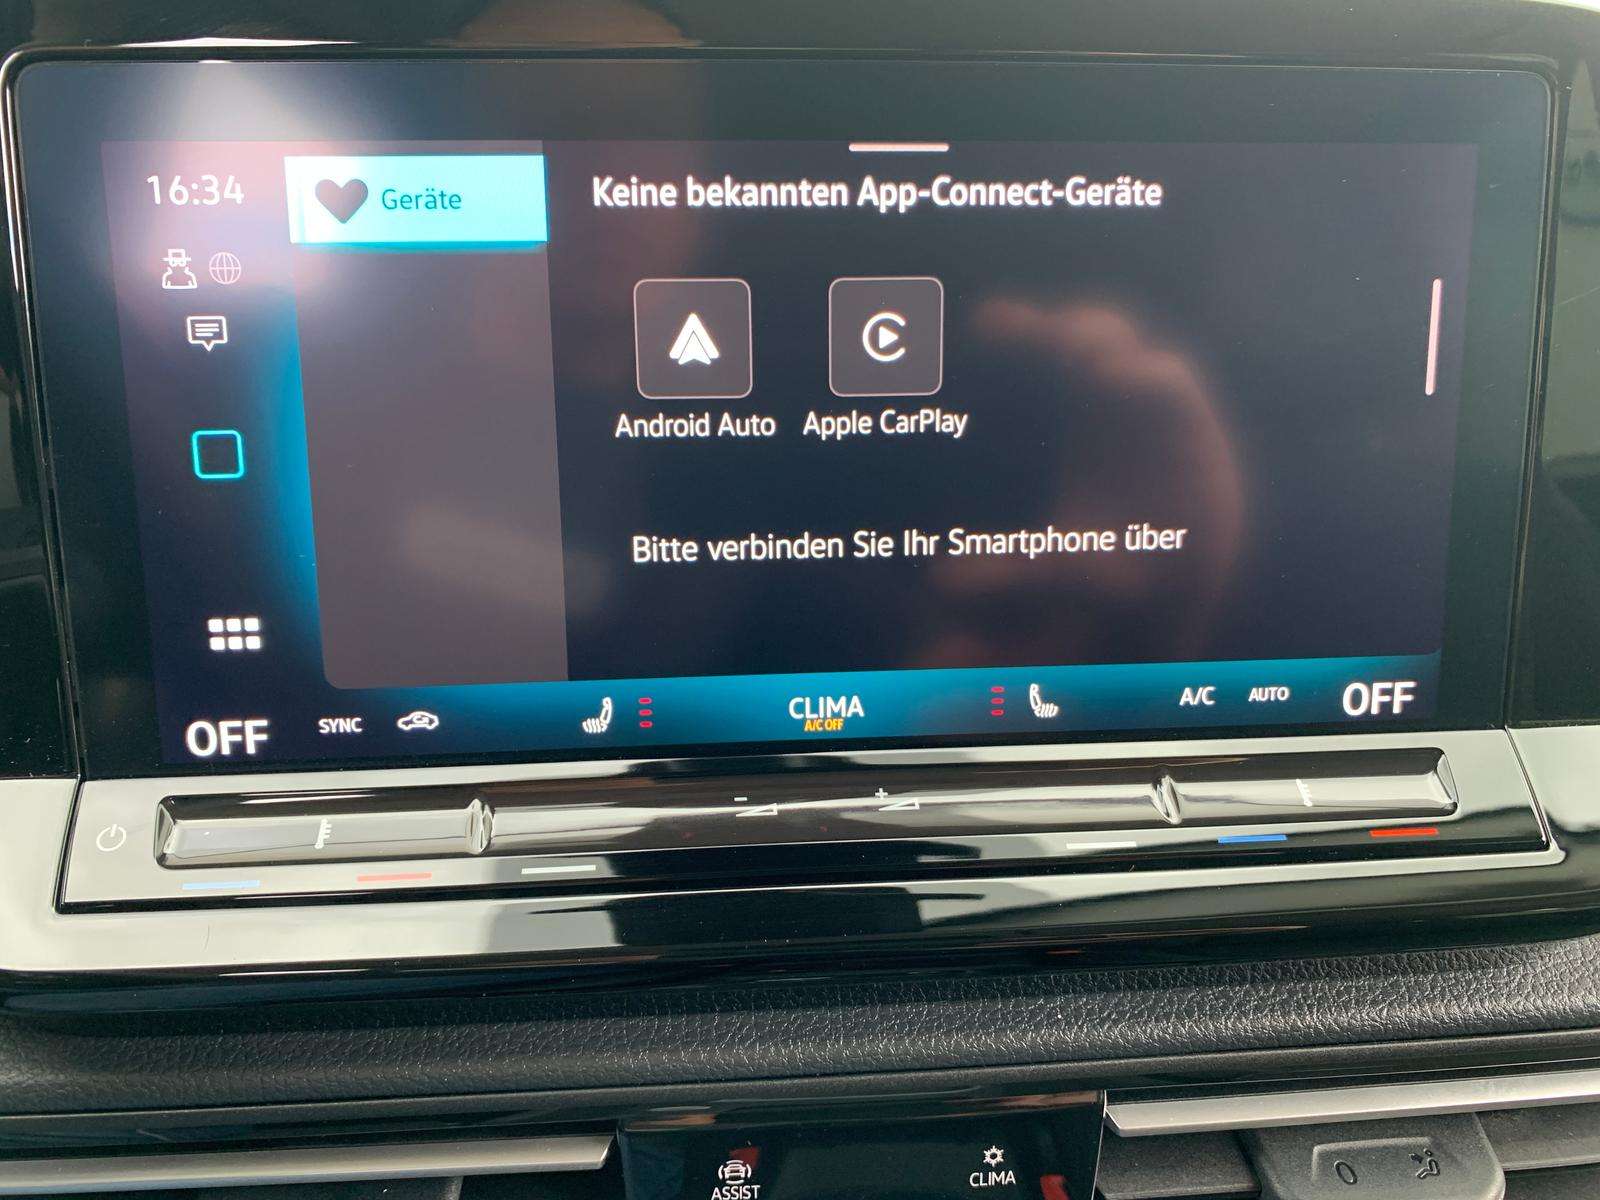 16:34
Geräte
Keine bekannten App-Connect-Geräte
Android Auto
Apple CarPlay
Bitte verbinden Sie Ihr Smartphone über
OFF
SYNC
CLIMA
A/C OFF
A/C
AUTO
OFF
- +
ASSIST
CLIMA
0